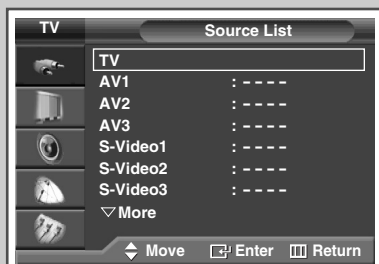 TV Source List
TV
AV1 : - - - -
AV2 : - - - -
AV3 : - - - -
S-Video1 : - - - -
S-Video2 : - - - -
S-Video3 : - - - -
▽More
Move Enter Return